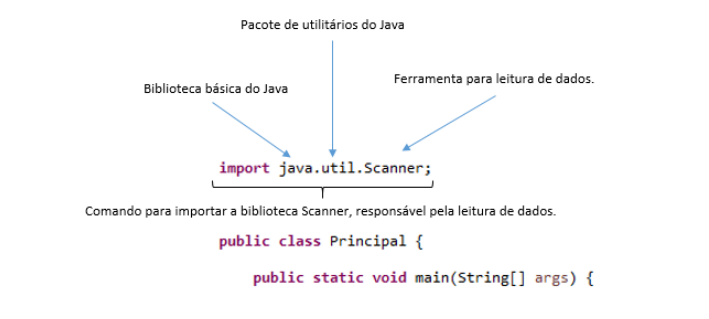 Pacote de utilitários do Java
Ferramenta para leitura de dados.
Biblioteca básica do Java
import java.util.Scanner;
Comando para importar a biblioteca Scanner, responsável pela leitura de dados.
public class Principal {
public static void main(String[] args) {